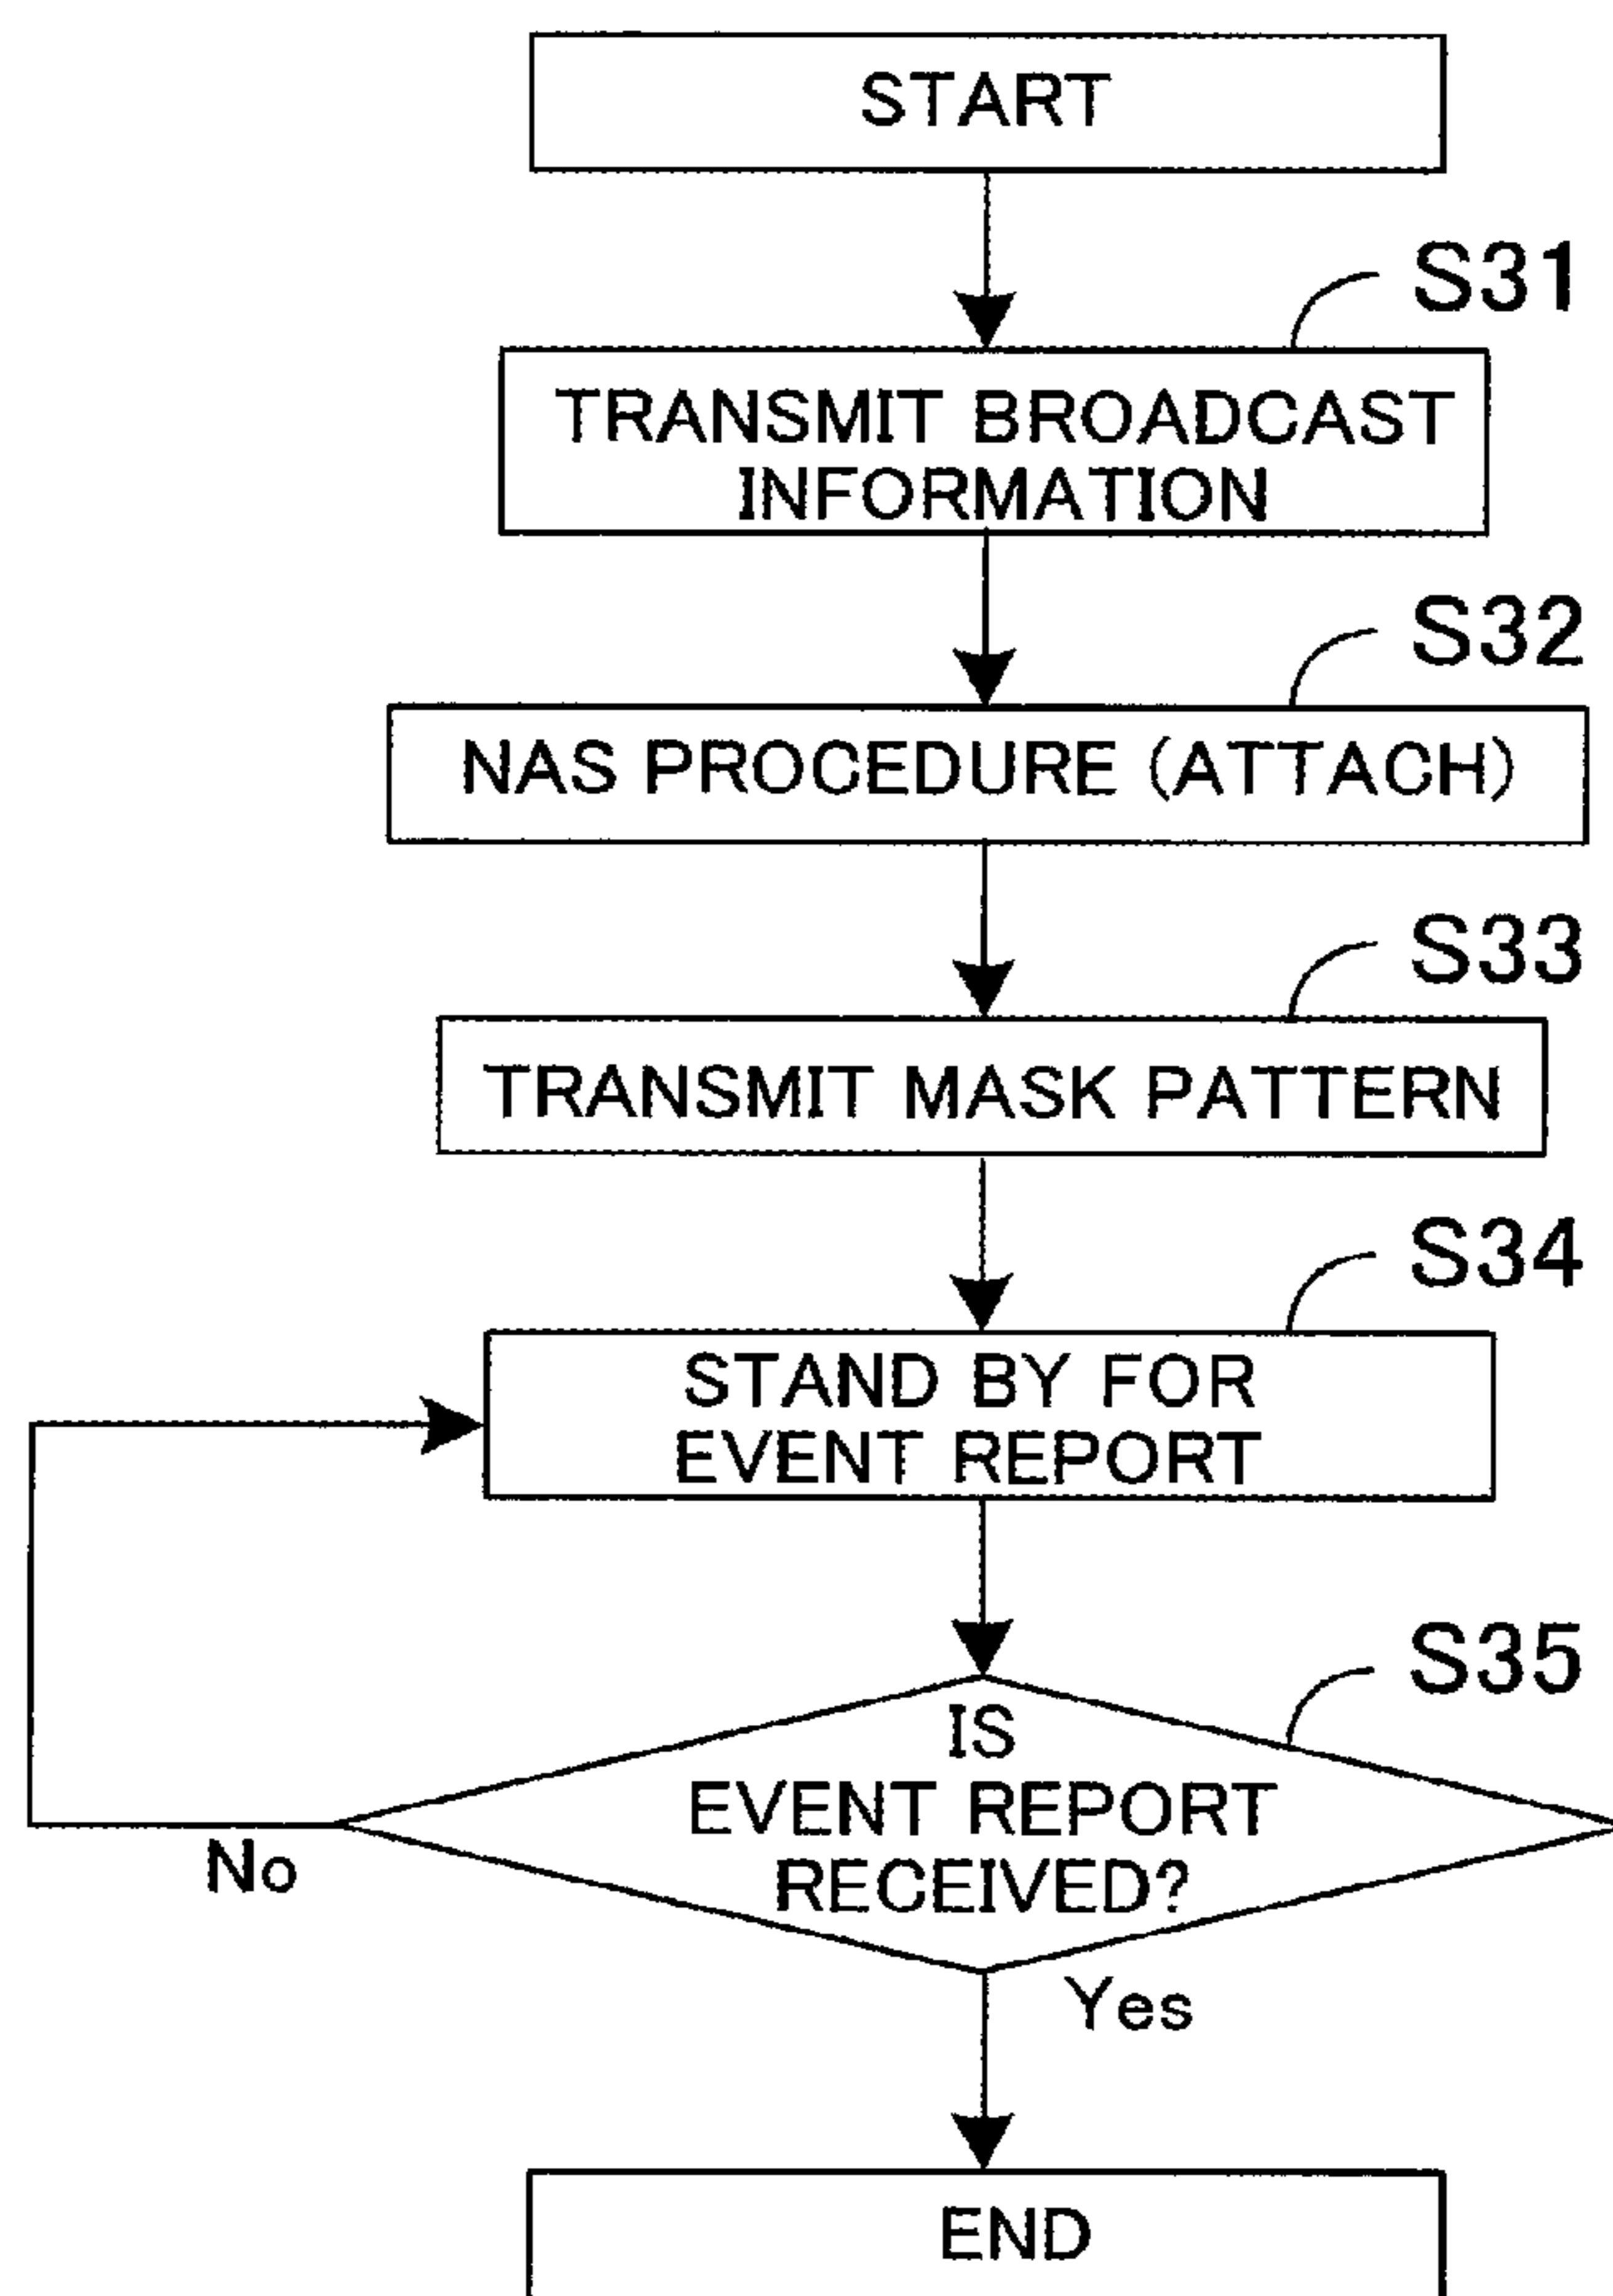 START
S31
TRANSMIT BROADCAST
INFORMATION
S32
NAS PROCEDURE (ATTACH)
S33
TRANSMIT MASK PATTERN
S34
STAND BY FOR
EVENT REPORT
S35
IS
EVENT REPORT
RECEIVED?
No
Yes
END